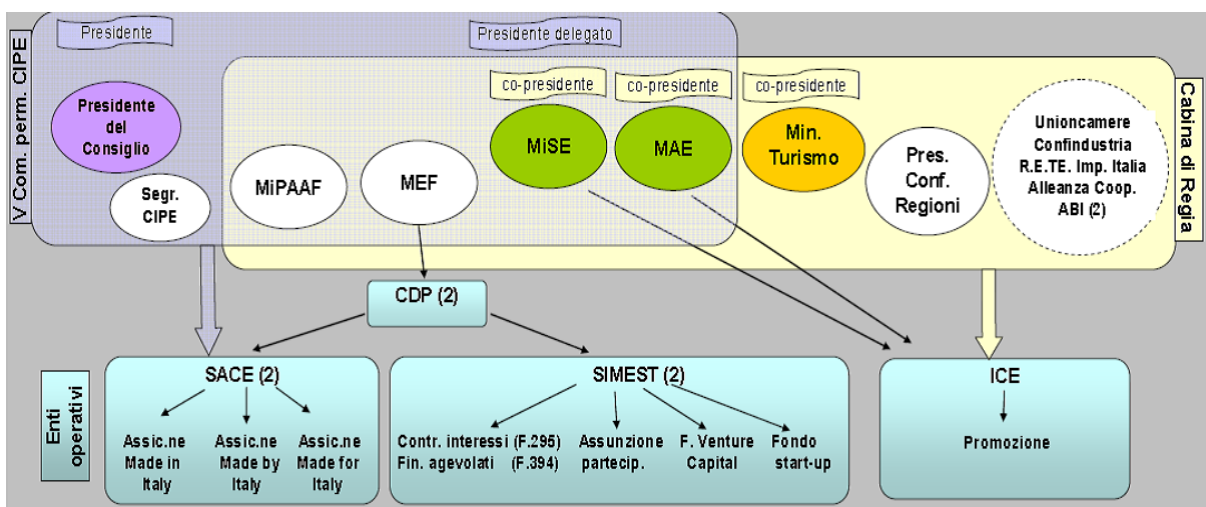 Presidente
Presidente delegato
V Com. perm. CIPE
co-presidente
co-presidente
co-presidente
Cabina di Regia
Presidente
del
Consiglio
Segr.
CIPE
MiPAAF
MEF
MiSE
MAE
Min.
Turismo
Pres.
Conf.
Regioni
Unioncamere
Confindustria
R.E.TE. Imp. Italia
Alleanza Coop.
ABI (2)
CDP (2)
Enti
operativi
SACE (2)
Assic.ne
Made in
Italy
Assic.ne
Made by
Italy
Assic.ne
Made for
Italy
SIMEST (2)
Contr. interessi (F.295)
Fin. agevolati (F.394)
Assunzione
partecip.
F. Venture
Capital
Fondo
start-up
ICE
Promozione